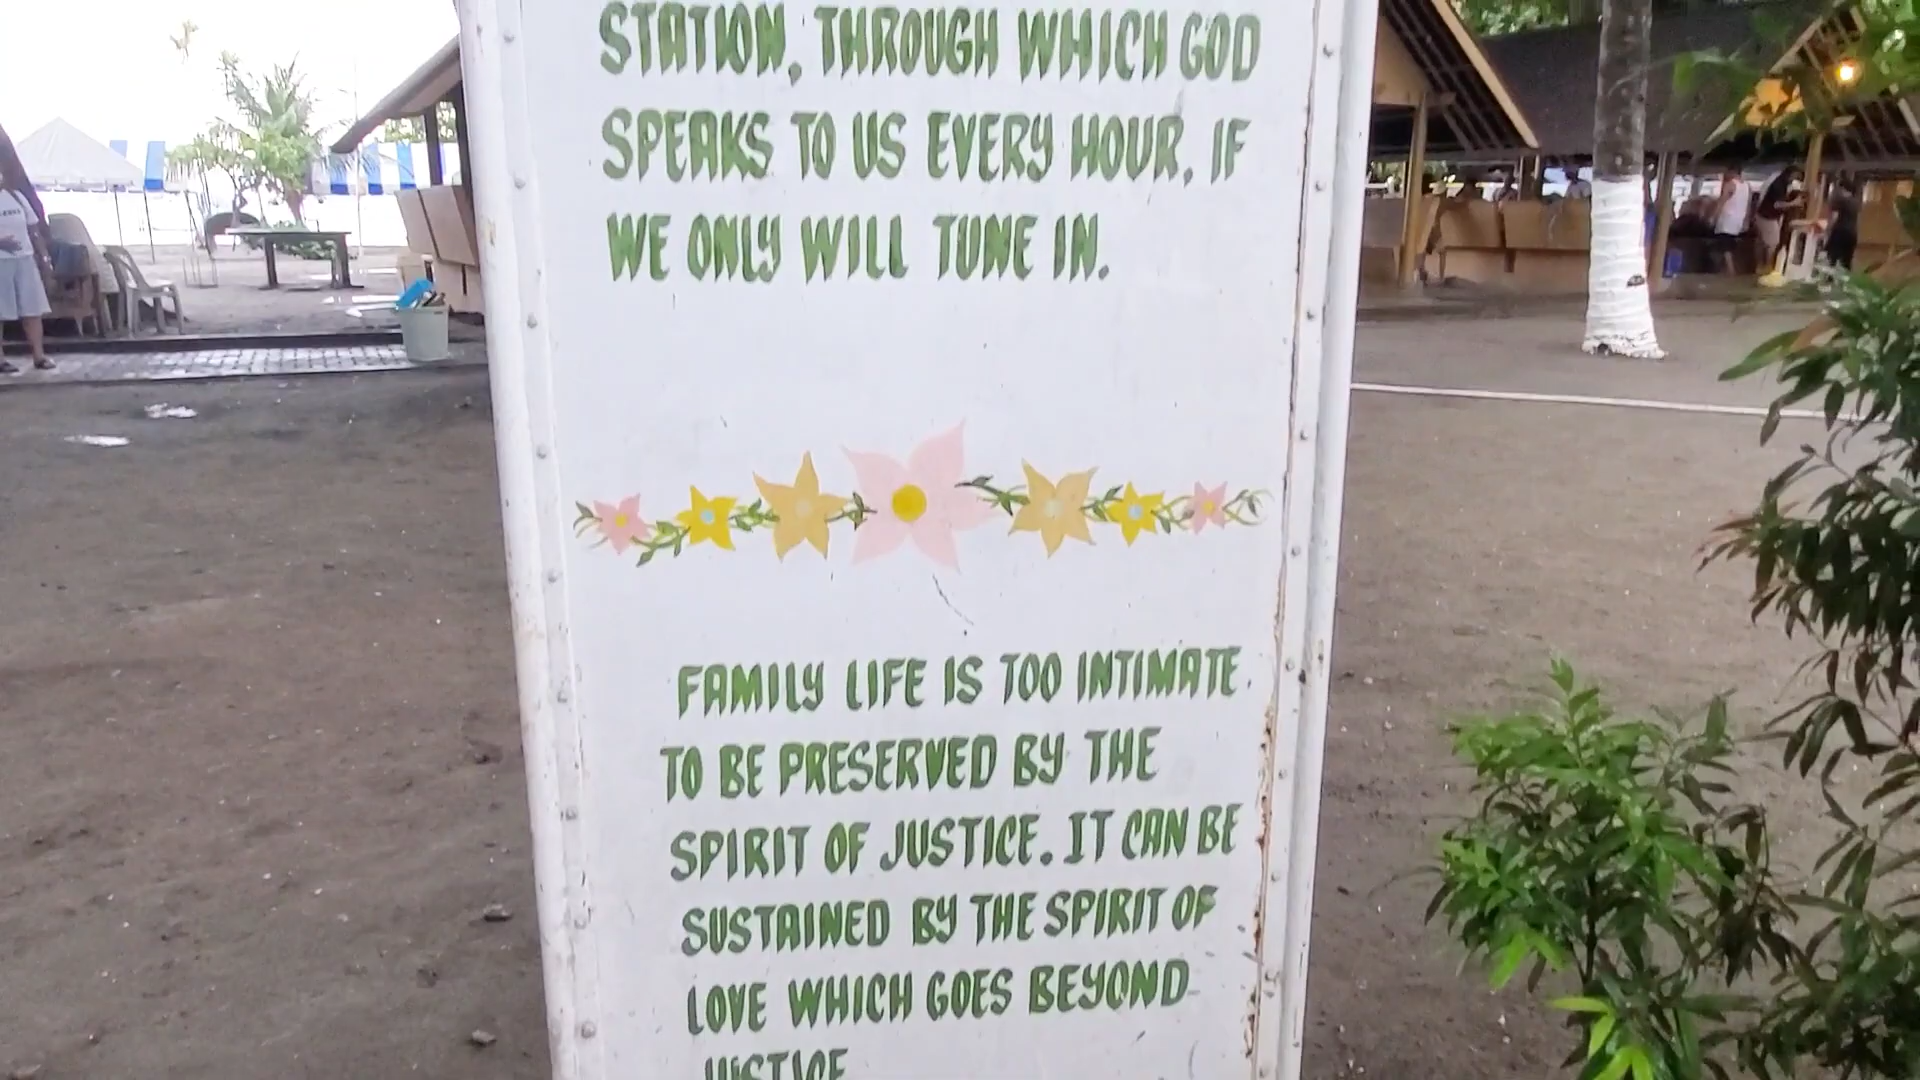 STATION, THROUGH WHICH GOD
SPEAKS TO US EVERY HOUR, IF
WE ONLY WILL TUNE IN.
FAMILY LIFE IS TOO INTIMATE
TO BE PRESERVED BY THE
SPIRIT OF JUSTICE. IT CAN BE
SUSTAINED BY THE SPIRIT OF
LOVE WHICH GOES BEYOND
JUSTICE